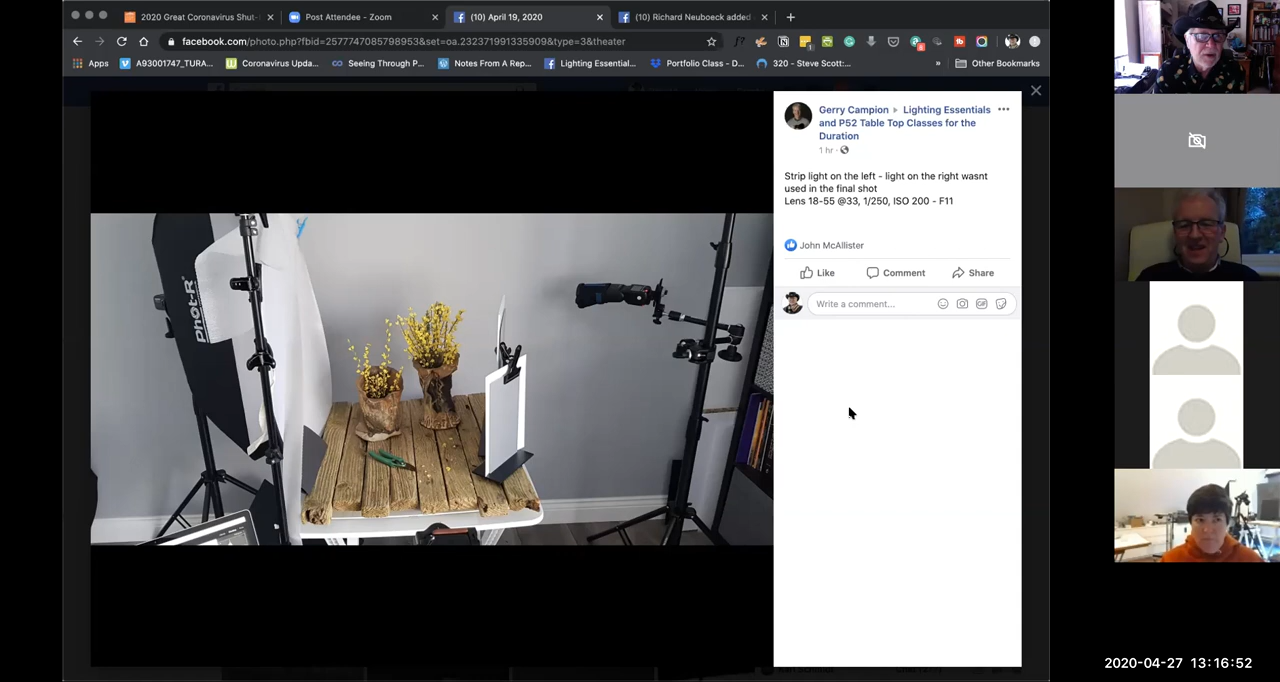 2020 Great Coronavirus Shut-
Post Attendee - Zoom
(10) April 19, 2020
(10) Richard Neuboeck added
facebook.com/photo.php?fbid=2577747085798953&set=oa.232371991335909&type=3&theater
Apps
A93001747_TURA...
Coronavirus Upda...
Seeing Through P...
Notes From A Rep...
Lighting Essential...
Portfolio Class - D...
320 - Steve Scott:...
»
Other Bookmarks
Gerry Campion ▸ Lighting Essentials
and P52 Table Top Classes for the
Duration
1 hr ·
Strip light on the left - light on the right wasnt
used in the final shot
Lens 18-55 @33, 1/250, ISO 200 - F11
John McAllister
Like
Comment
Share
Write a comment...
GIF
Phot-R
2020-04-27 13:16:52